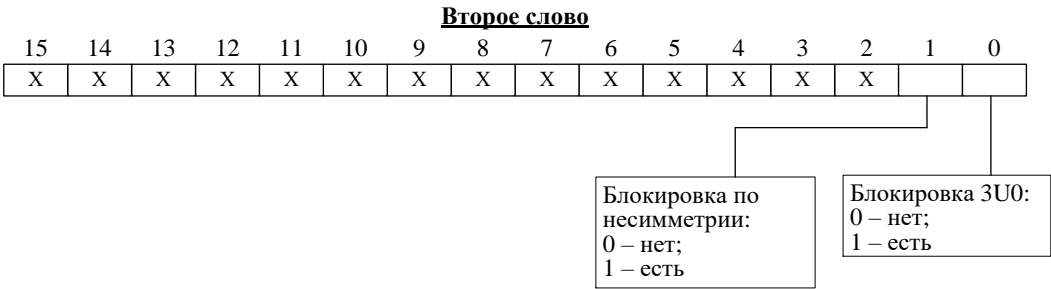 Второе слово
15 14 13 12 11 10 9 8 7 6 5 4 3 2 1 0
X X X X X X X X X X X X X X
Блокировка по
несимметрии:
0 – нет;
1 – есть
Блокировка 3U0:
0 – нет;
1 – есть